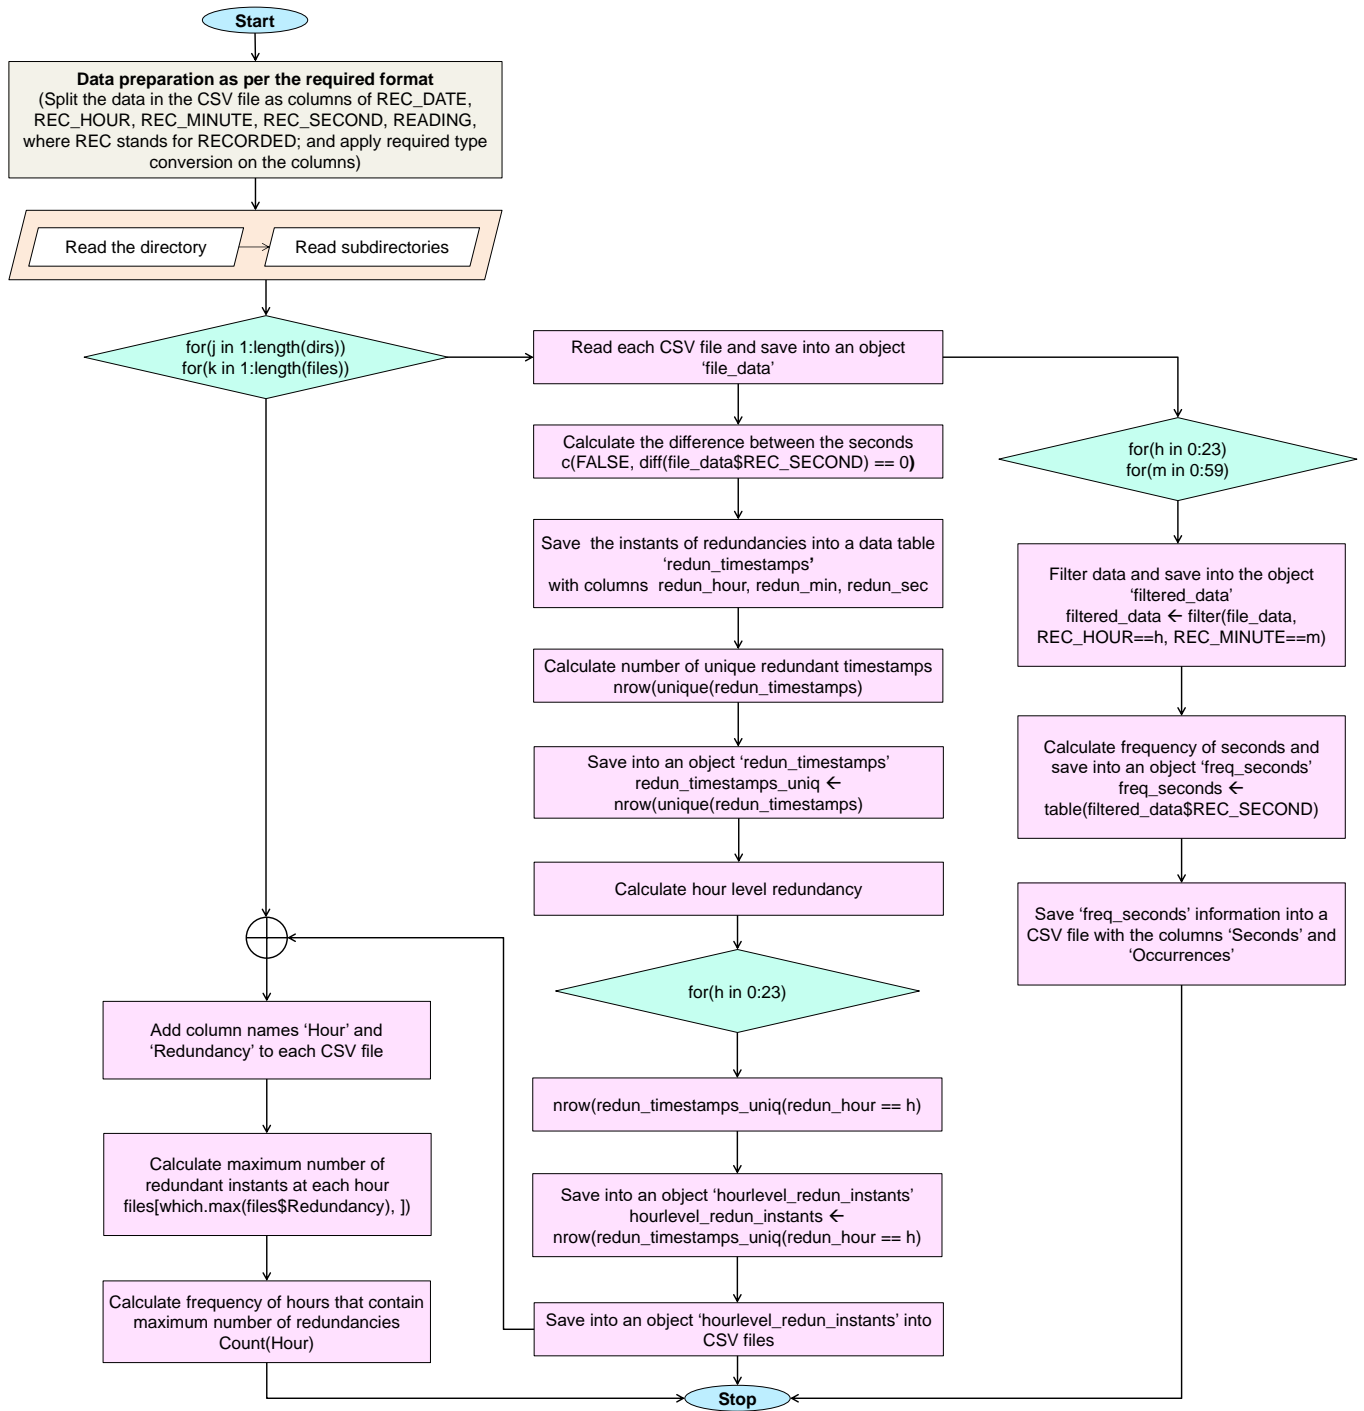 Start
Data preparation as per the required format
(Split the data in the CSV file as columns of REC_DATE,
REC_HOUR, REC_MINUTE, REC_SECOND, READING,
where REC stands for RECORDED; and apply required type
conversion on the columns)
Read the directory
Read subdirectories
for(j in 1:length(dirs))
for(k in 1:length(files))
Read each CSV file and save into an object
‘file_data’
Calculate the difference between the seconds
c(FALSE, diff(file_data$REC_SECOND) == 0)
Save  the instants of redundancies into a data table
‘redun_timestamps’
with columns  redun_hour, redun_min, redun_sec
Calculate number of unique redundant timestamps
nrow(unique(redun_timestamps)
Save into an object ‘redun_timestamps’
redun_timestamps_uniq ←
nrow(unique(redun_timestamps)
Calculate hour level redundancy
for(h in 0:23)
nrow(redun_timestamps_uniq(redun_hour == h)
Save into an object ‘hourlevel_redun_instants’
hourlevel_redun_instants ←
nrow(redun_timestamps_uniq(redun_hour == h)
Save into an object ‘hourlevel_redun_instants’ into
CSV files
for(h in 0:23)
for(m in 0:59)
Filter data and save into the object
‘filtered_data’
filtered_data ← filter(file_data,
REC_HOUR==h, REC_MINUTE==m)
Calculate frequency of seconds and
save into an object ‘freq_seconds’
freq_seconds ←
table(filtered_data$REC_SECOND)
Save ‘freq_seconds’ information into a
CSV file with the columns ‘Seconds’ and
‘Occurrences’
Add column names ‘Hour’ and
‘Redundancy’ to each CSV file
Calculate maximum number of
redundant instants at each hour
files[which.max(files$Redundancy), ])
Calculate frequency of hours that contain
maximum number of redundancies
Count(Hour)
Stop